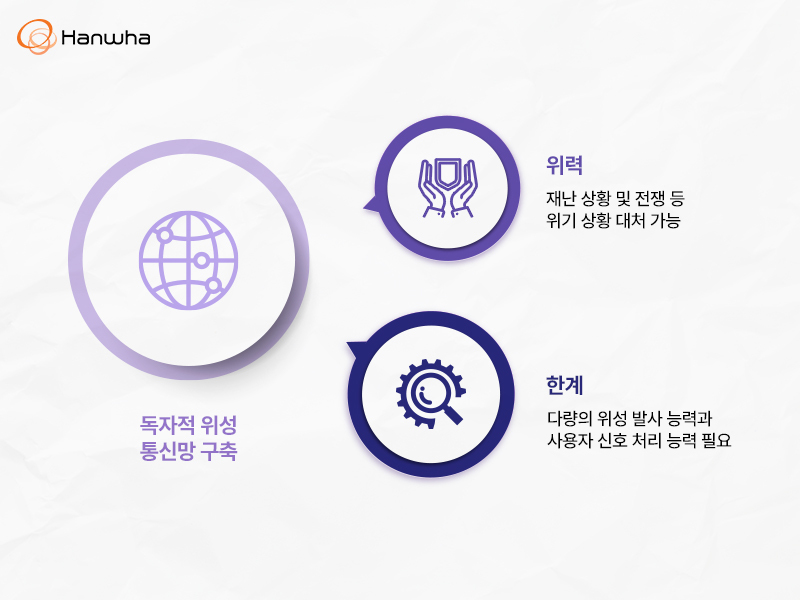 Hanwha
독자적 위성
통신망 구축
위력
재난 상황 및 전쟁 등
위기 상황 대처 가능
한계
다량의 위성 발사 능력과
사용자 신호 처리 능력 필요